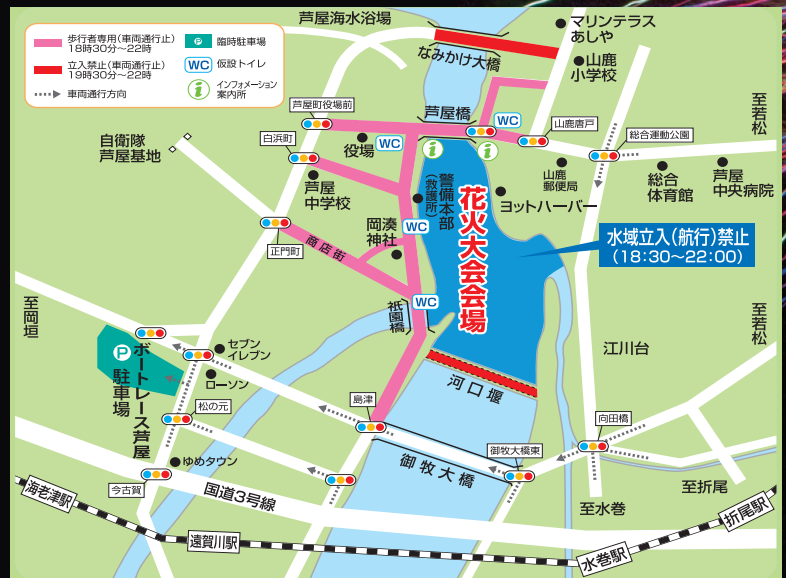 歩行者専用(車両通行止)
18時30分～22時
立入禁止(車両通行止)
19時30分～22時
車両通行方向
P
臨時駐車場
WC
仮設トイレ
i
インフォメーション
案内所
芦屋海水浴場
マリンテラス
あしや
なみかけ大橋
山鹿
小学校
芦屋橋
WC
至若松
芦屋町役場前
山鹿唐戸
総合運動公園
白浜町
役場
WC
i
i
自衛隊
芦屋基地
芦屋
中学校
警備本部
(救護所)
山鹿
郵便局
ヨットハーバー
総合
体育館
芦屋
中央病院
花火大会会場
岡湊
神社
WC
正門町
商店街
水域立入(航行)禁止
(18:30～22:00)
至岡垣
祇園橋
WC
至若松
P
ボートレース芦屋
駐車場
セブン
イレブン
ローソン
江川台
河口堰
松の元
島津
向田橋
御牧大橋
御牧大橋東
ゆめタウン
今古賀
国道3号線
至水巻
至折尾
海老津駅
遠賀川駅
水巻駅
折尾駅